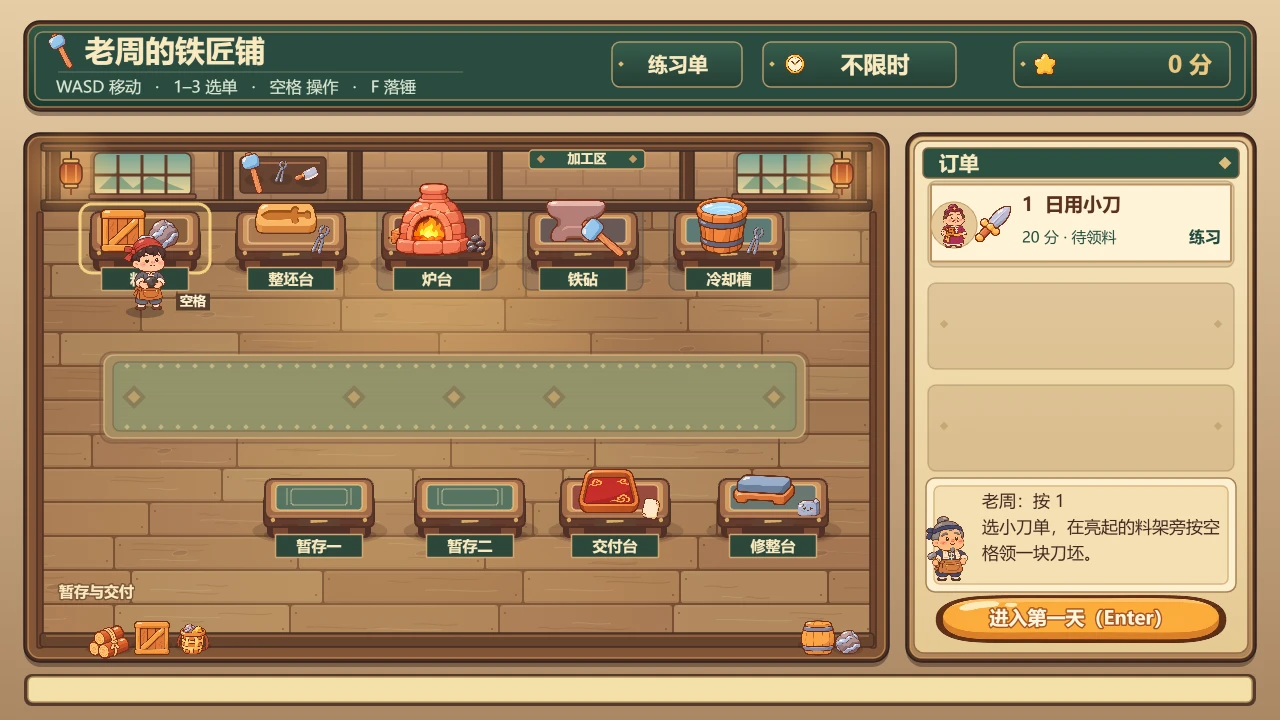 老周的铁匠铺
WASD 移动 · 1–3 选单 · 空格 操作 · F 落锤
练习单
不限时
0 分
加工区
整坯台
炉台
铁砧
冷却槽
空格
暂存一
暂存二
交付台
修整台
暂存与交付
订单
1 日用小刀
20 分 · 待领料
练习
老周：按 1
选小刀单，在亮起的料架旁按空
格领一块刀坯。
进入第一天（Enter）